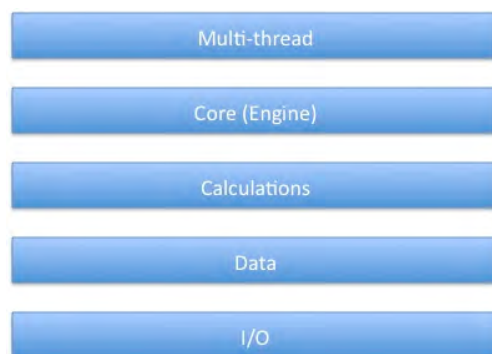 Multi-thread
Core (Engine)
Calculations
Data
I/O